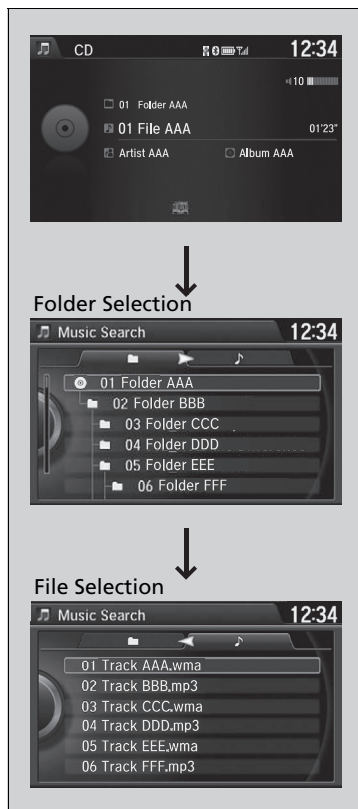 CD 12:34
10
01 Folder AAA
01 File AAA 01'23"
Artist AAA Album AAA
Folder Selection
Music Search 12:34
01 Folder AAA
02 Folder BBB
03 Folder CCC
04 Folder DDD
05 Folder EEE
06 Folder FFF
File Selection
Music Search 12:34
01 Track AAA.wma
02 Track BBB.mp3
03 Track CCC.wma
04 Track DDD.mp3
05 Track EEE.wma
06 Track FFF.mp3